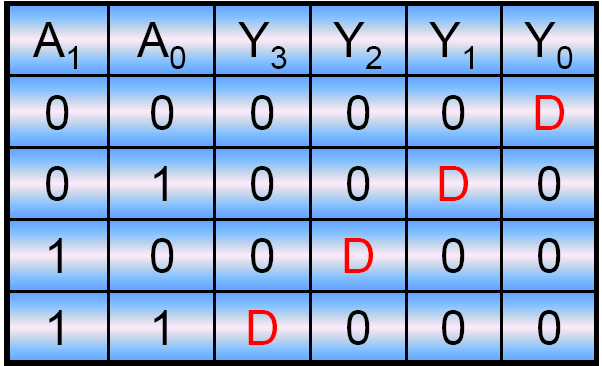 A₁ A₀ Y₃ Y₂ Y₁ Y₀
0 0 0 0 0 D
0 1 0 0 D 0
1 0 0 D 0 0
1 1 D 0 0 0